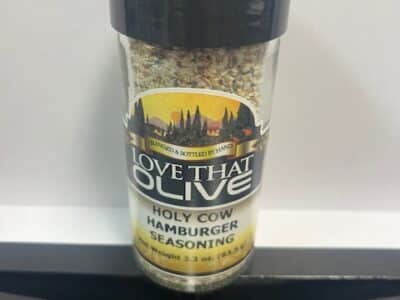 BLENDED & BOTTLED BY HAND
LOVE THAT
OLIVE
HOLY COW
HAMBURGER
SEASONING
Net Weight 3.3 oz.